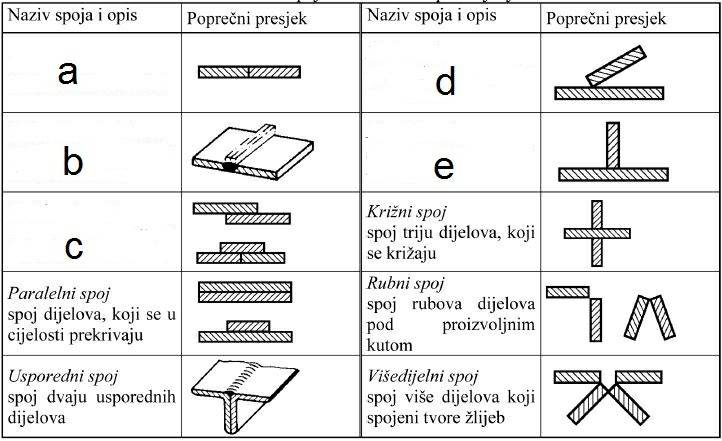 Naziv spoja i opis
Poprečni presjek
Naziv spoja i opis
Poprečni presjek
a
d
b
e
c
Križni spoj
spoj triju dijelova, koji
se križaju
Paralelni spoj
spoj dijelova, koji se u
cijelosti prekrivaju
Rubni spoj
spoj rubova dijelova
pod proizvoljnim
kutom
Usporedni spoj
spoj dvaju usporednih
dijelova
Višedijelni spoj
spoj više dijelova koji
spojeni tvore žlijeb